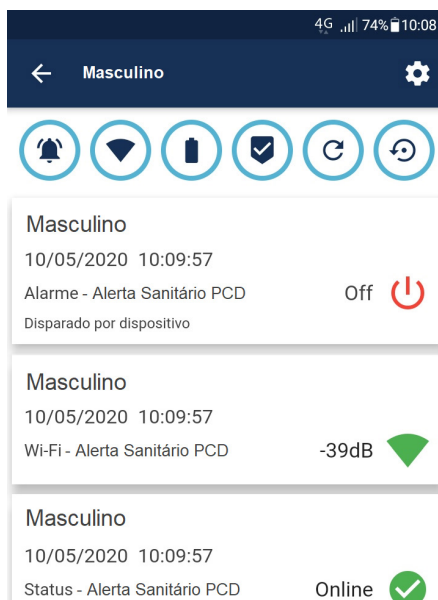 4G 74% 10:08
Masculino
Masculino
10/05/2020 10:09:57
Alarme - Alerta Sanitário PCD Off
Disparado por dispositivo
Masculino
10/05/2020 10:09:57
Wi-Fi - Alerta Sanitário PCD -39dB
Masculino
10/05/2020 10:09:57
Status - Alerta Sanitário PCD Online